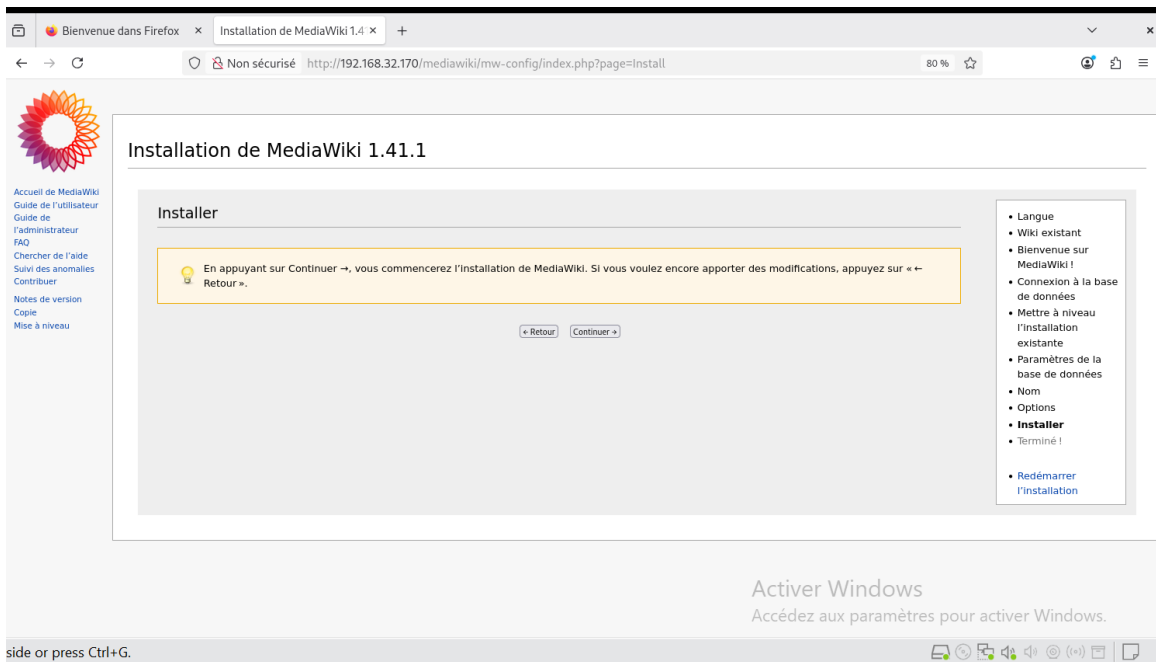 Bienvenue dans Firefox
Installation de MediaWiki 1.4
Non sécurisé http://192.168.32.170/mediawiki/mw-config/index.php?page=Install
80 %
Installation de MediaWiki 1.41.1
Accueil de MediaWiki
Guide de l'utilisateur
Guide de
l'administrateur
FAQ
Chercher de l'aide
Suivi des anomalies
Contribuer
Notes de version
Copie
Mise à niveau
Installer
En appuyant sur Continuer →, vous commencerez l'installation de MediaWiki. Si vous voulez encore apporter des modifications, appuyez sur « ←
Retour ».
← Retour Continuer →
• Langue
• Wiki existant
• Bienvenue sur
MediaWiki !
• Connexion à la base
de données
• Mettre à niveau
l'installation
existante
• Paramètres de la
base de données
• Nom
• Options
• Installer
• Terminé !
• Redémarrer
l'installation
Activer Windows
Accédez aux paramètres pour activer Windows.
side or press Ctrl+G.